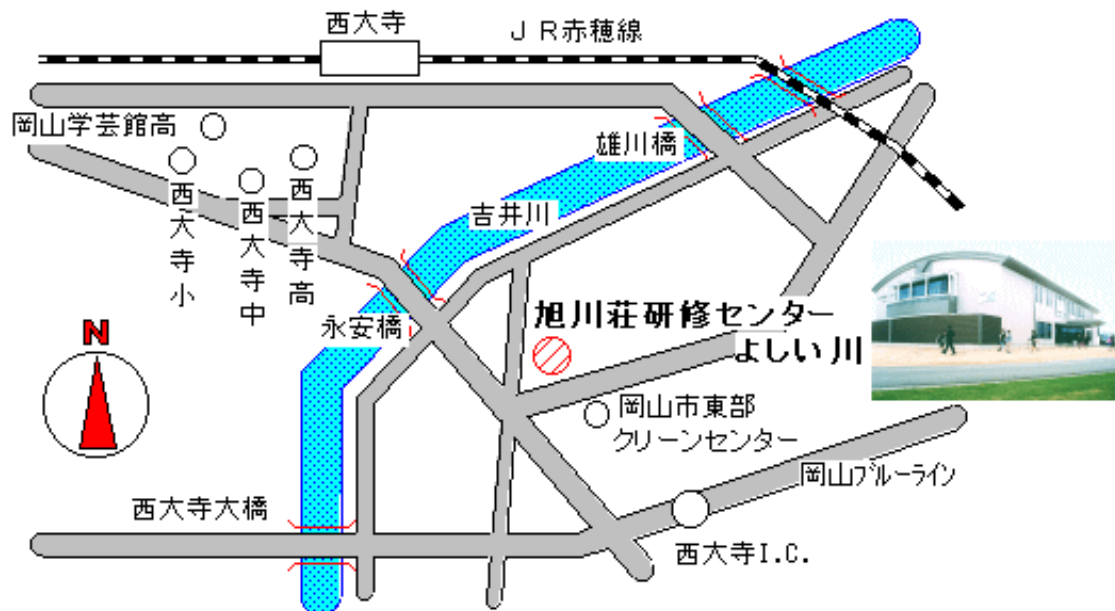 西大寺
ＪＲ赤穂線
岡山学芸館高
雄川橋
西大寺小
西大寺中
西大寺高
吉井川
永安橋
旭川荘研修センター
よしい川
N
岡山市東部
クリーンセンター
岡山ﾌﾞﾙｰﾗｲﾝ
西大寺大橋
西大寺I.C.